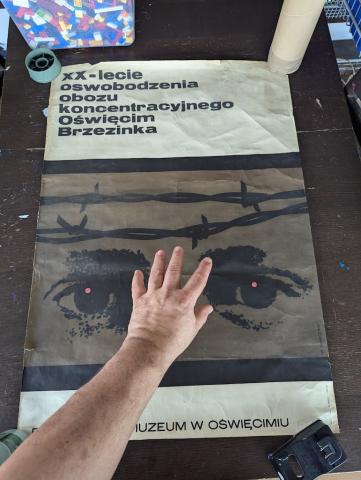 xx-lecie
oswobodzenia
obozu
koncentracyjnego
Oświęcim
Brzezinka
MUZEUM W OŚWIĘCIMIU